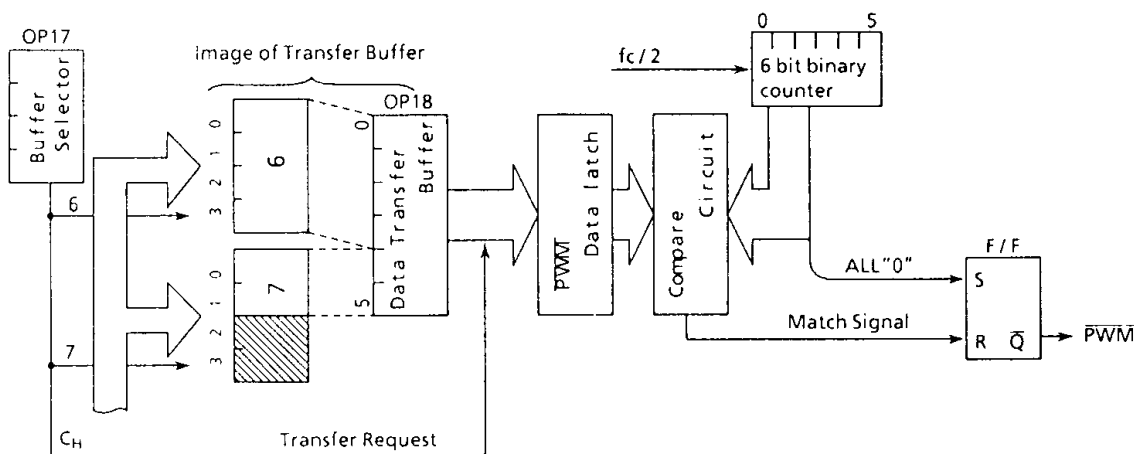 OP17
Buffer
Selector
Image of Transfer Buffer
0
1
2
3
6
0
1
2
3
7
6
7
C_H
OP18
0
5
Data Transfer
Buffer
Transfer Request
P̅W̅M̅
Data latch
Compare
Circuit
fc/2
0
5
6 bit binary
counter
ALL"0"
Match Signal
F/F
S
R
Q̅
P̅W̅M̅